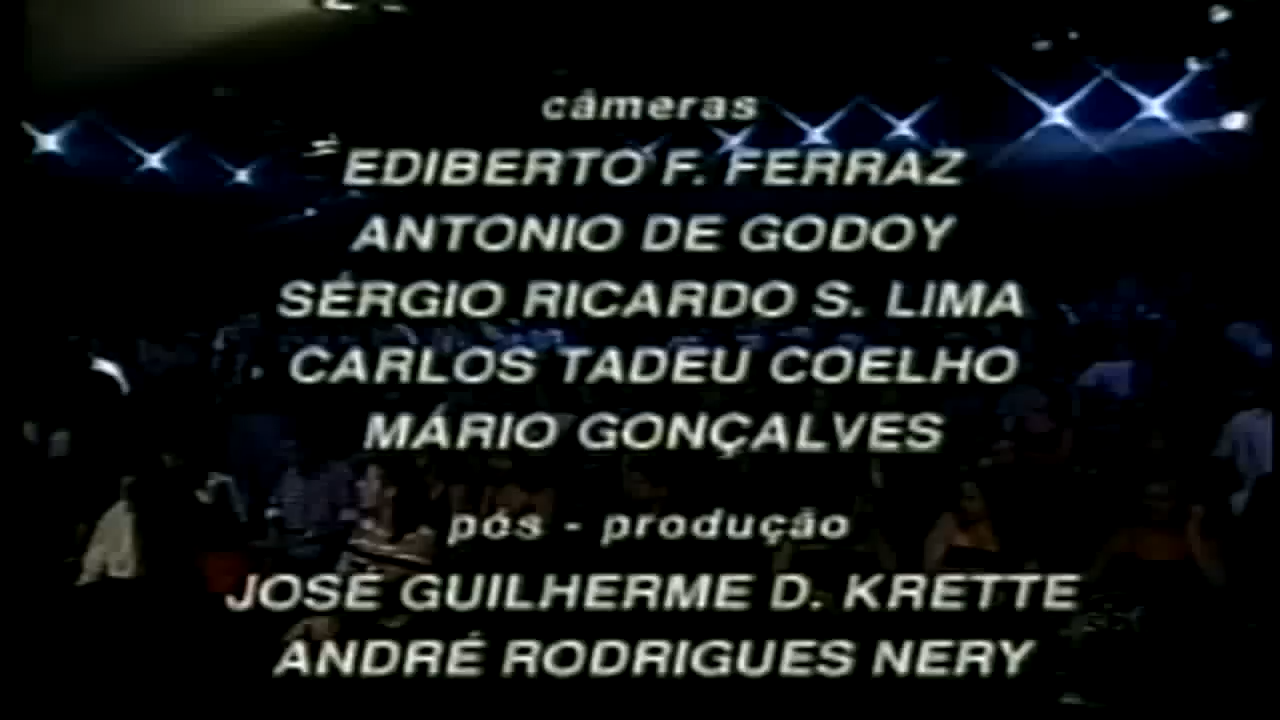 câmeras
EDIBERTO F. FERRAZ
ANTONIO DE GODOY
SÉRGIO RICARDO S. LIMA
CARLOS TADEU COELHO
MÁRIO GONÇALVES
pós - produção
JOSÉ GUILHERME D. KRETTE
ANDRÉ RODRIGUES NERY